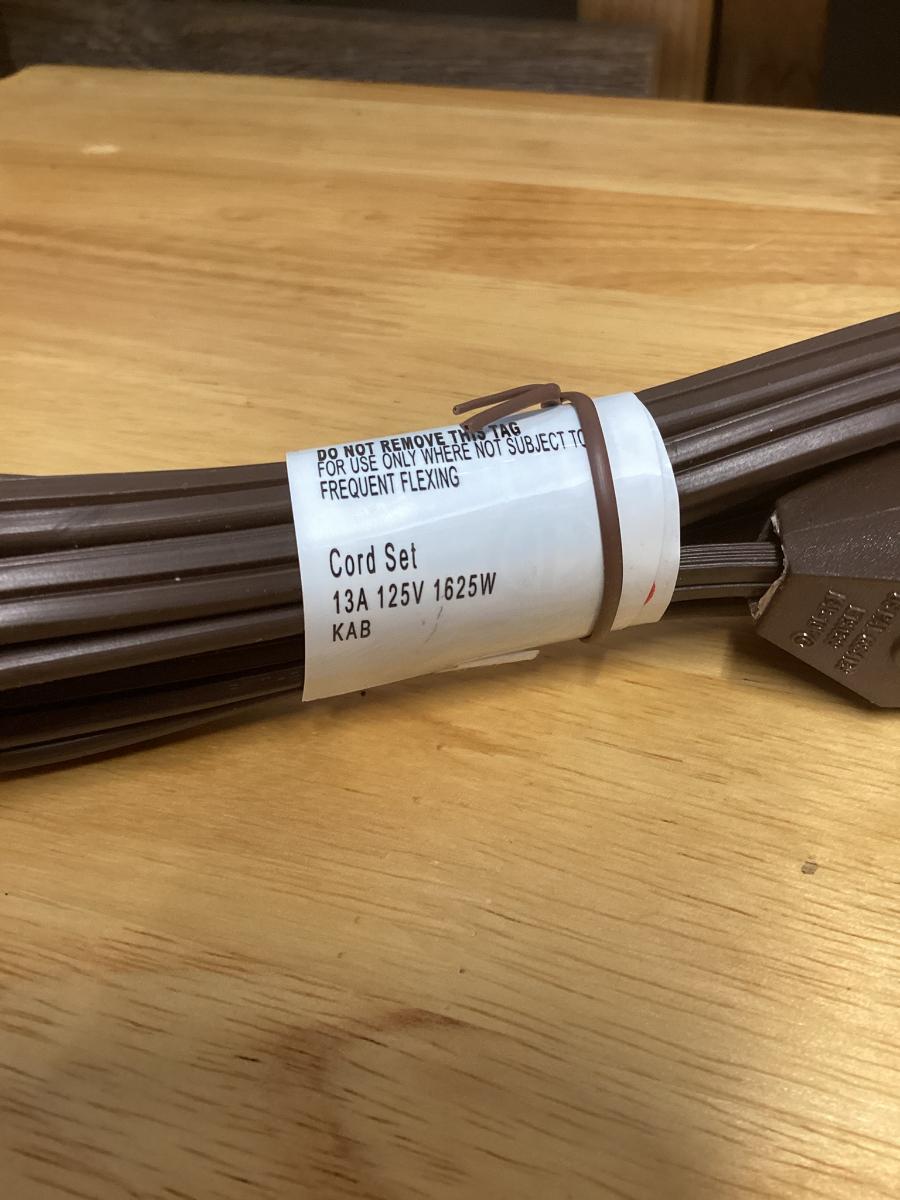 DO NOT REMOVE THIS TAG
FOR USE ONLY WHERE NOT SUBJECT TO
FREQUENT FLEXING
Cord Set
13A 125V 1625W
KAB